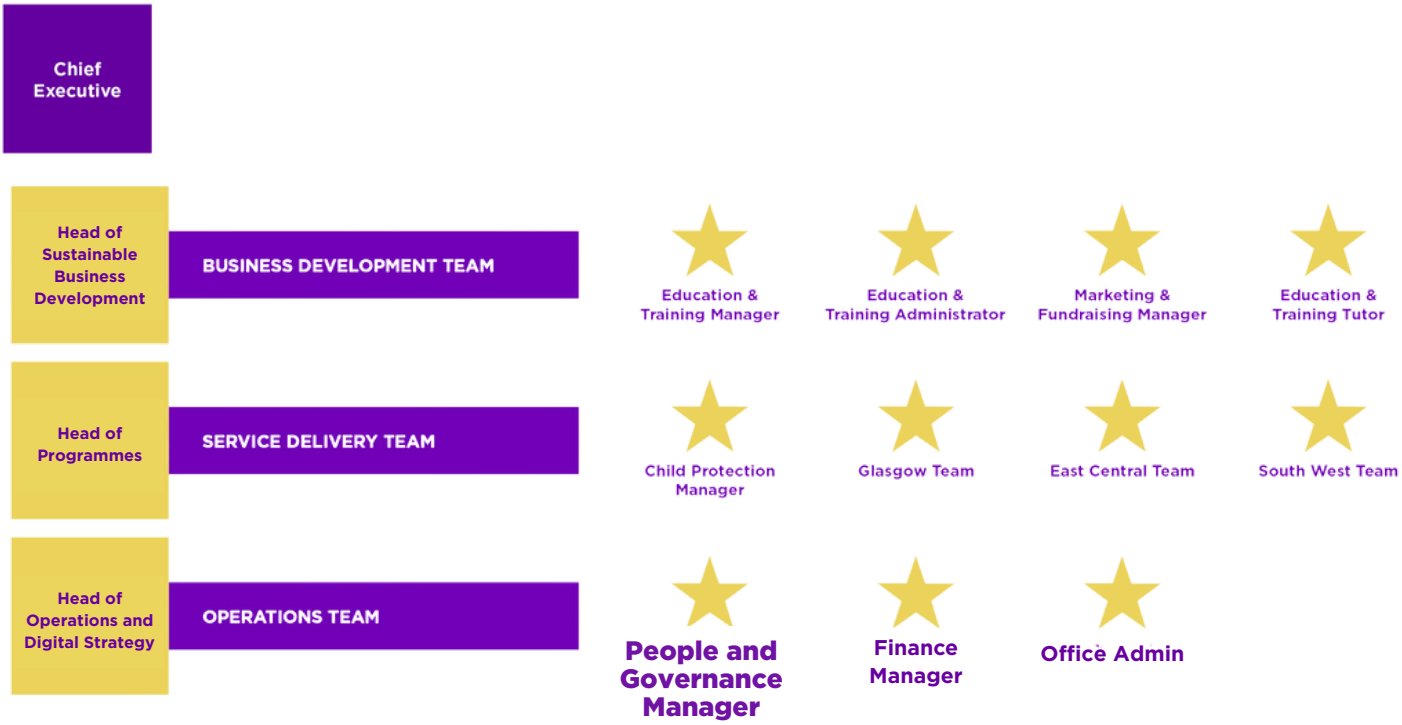 Chief
Executive
Head of
Sustainable
Business
Development
BUSINESS DEVELOPMENT TEAM
Education &
Training Manager
Education &
Training Administrator
Marketing &
Fundraising Manager
Education &
Training Tutor
Head of
Programmes
SERVICE DELIVERY TEAM
Child Protection
Manager
Glasgow Team
East Central Team
South West Team
Head of
Operations and
Digital Strategy
OPERATIONS TEAM
People and
Governance
Manager
Finance
Manager
Office Admin